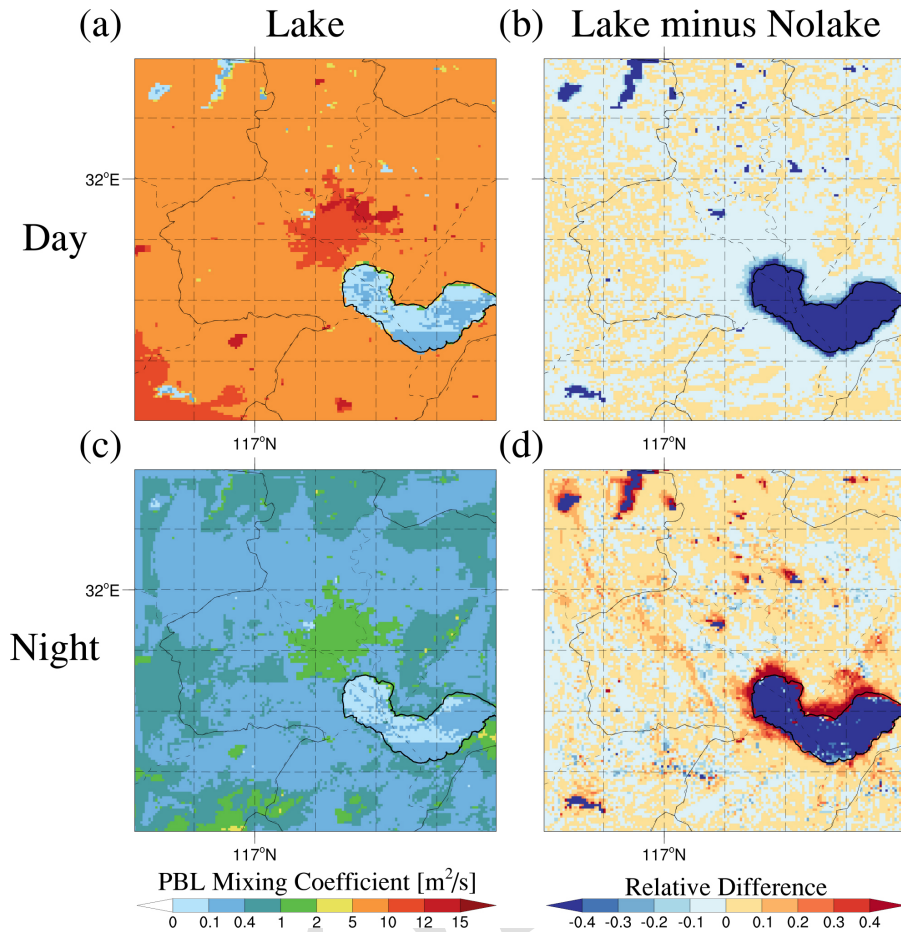 (a) Lake (b) Lake minus Nolake
Day
32°E
117°N 117°N
(c) (d)
Night
32°E
117°N 117°N
PBL Mixing Coefficient [m²/s] Relative Difference
0 0.1 0.4 1 2 5 10 12 15 -0.4 -0.3 -0.2 -0.1 0 0.1 0.2 0.3 0.4